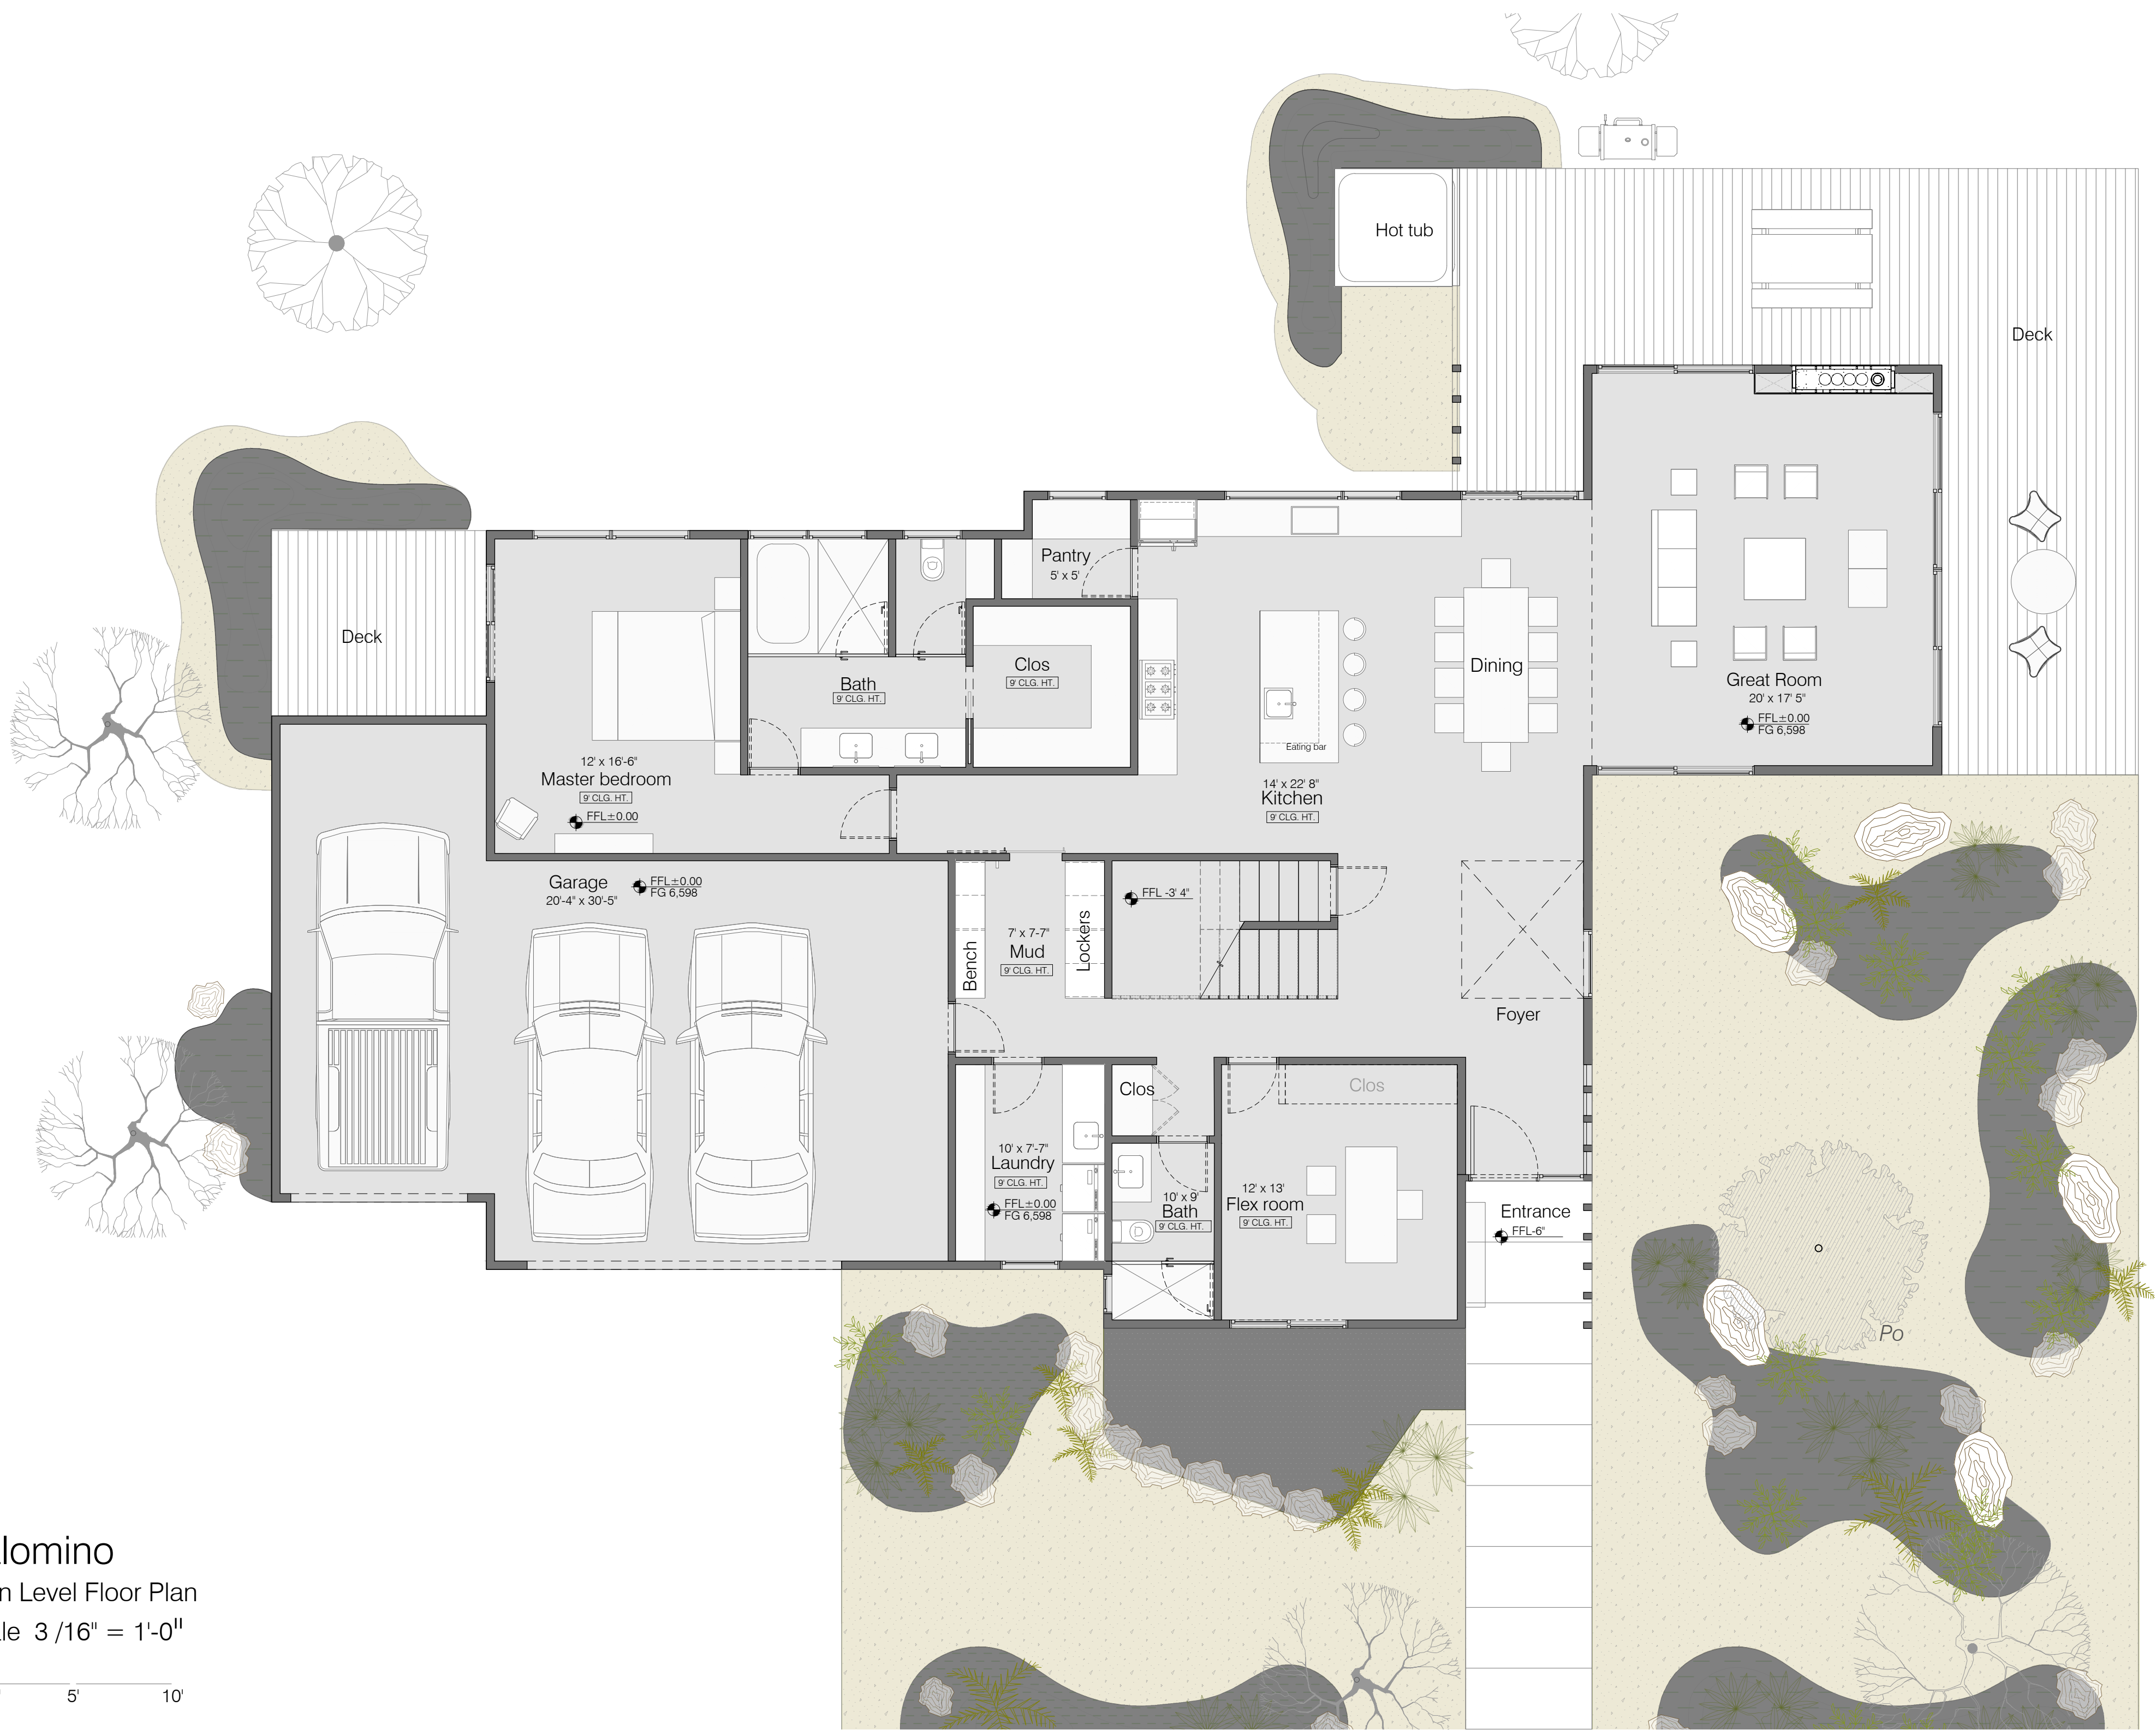 Hot tub
Deck
Pantry
5' x 5'
Deck
Bath
9' CLG. HT.
Clos
9' CLG. HT.
Dining
Great Room
20' x 17' 5"
FFL±0.00
FG 6,598
Eating bar
12' x 16'-6"
Master bedroom
9' CLG. HT.
FFL±0.00
14' x 22' 8"
Kitchen
9' CLG. HT.
Garage
20'-4" x 30'-5"
FFL±0.00
FG 6,598
Bench
7' x 7'-7"
Mud
9' CLG. HT.
Lockers
FFL -3' 4"
Foyer
Clos
Clos
10' x 7'-7"
Laundry
9' CLG. HT.
FFL±0.00
FG 6,598
10' x 9'
Bath
9' CLG. HT.
12' x 13'
Flex room
9' CLG. HT.
Entrance
FFL-6"
Po
lomino
n Level Floor Plan
le 3 /16" = 1'-0"
5'
10'